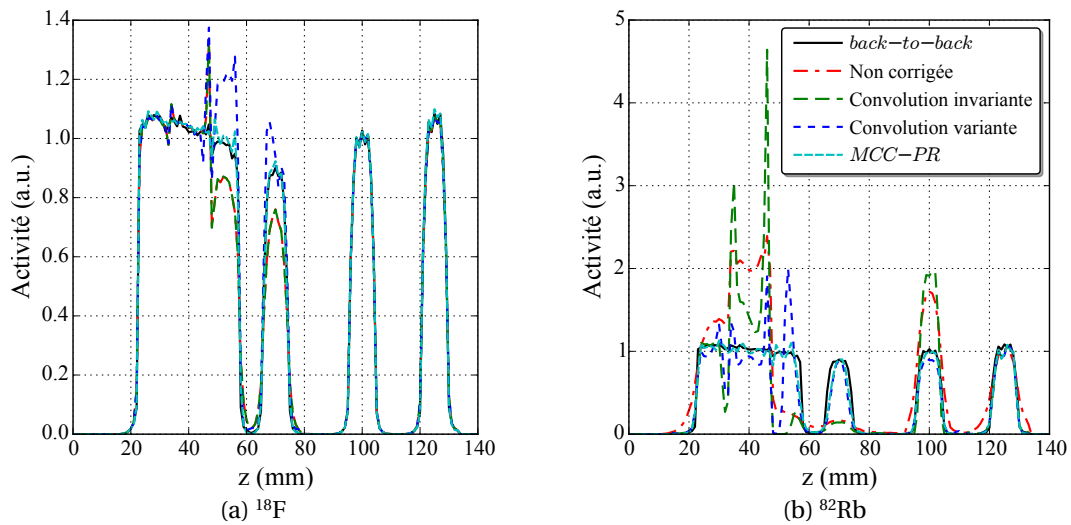 1.4
1.2
1.0
0.8
0.6
0.4
0.2
0.0
Activité (a.u.)
0 20 40 60 80 100 120 140
z (mm)
(a) ¹⁸F
5
4
3
2
1
0
Activité (a.u.)
0 20 40 60 80 100 120 140
z (mm)
back−to−back
Non corrigée
Convolution invariante
Convolution variante
MCC−PR
(b) ⁸²Rb